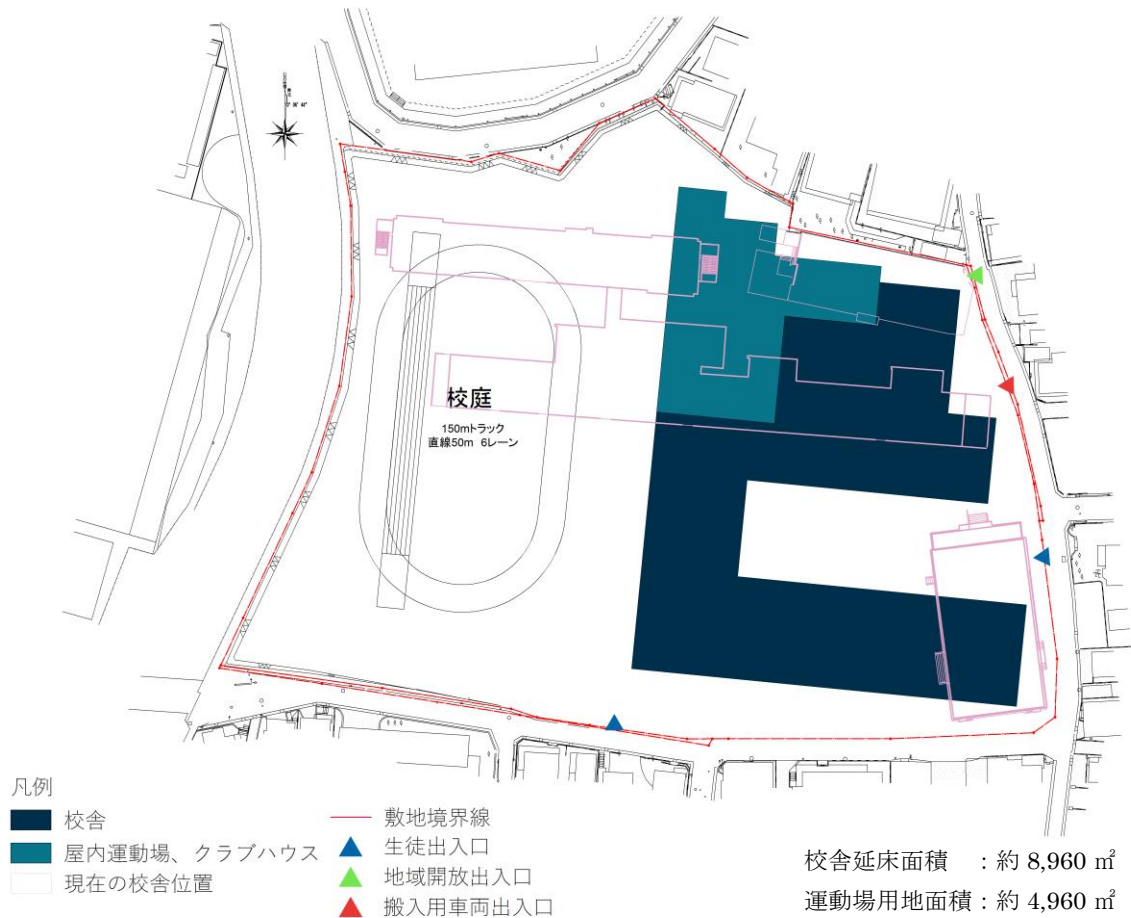 校庭
150mトラック
直線50m 6レーン
凡例
校舎
屋内運動場、クラブハウス
現在の校舎位置
敷地境界線
生徒出入口
地域開放出入口
搬入用車両出入口
校舎延床面積 ：約 8,960 ㎡
運動場用地面積：約 4,960 ㎡